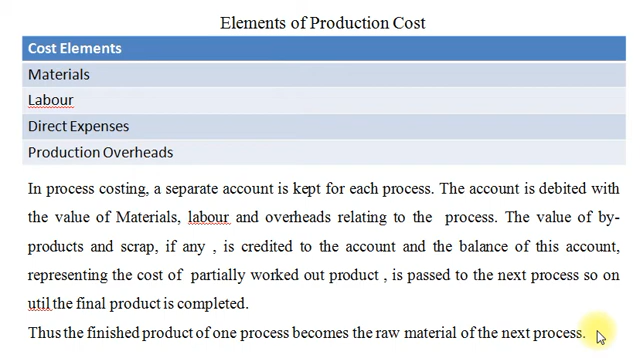 Elements of Production Cost
Cost Elements
Materials
Labour
Direct Expenses
Production Overheads
In process costing, a separate account is kept for each process. The account is debited with
the value of Materials, labour and overheads relating to the process. The value of by-
products and scrap, if any , is credited to the account and the balance of this account,
representing the cost of partially worked out product , is passed to the next process so on
util the final product is completed.
Thus the finished product of one process becomes the raw material of the next process.